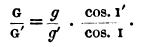 G/G' = g/g' · cos. I'/cos. I